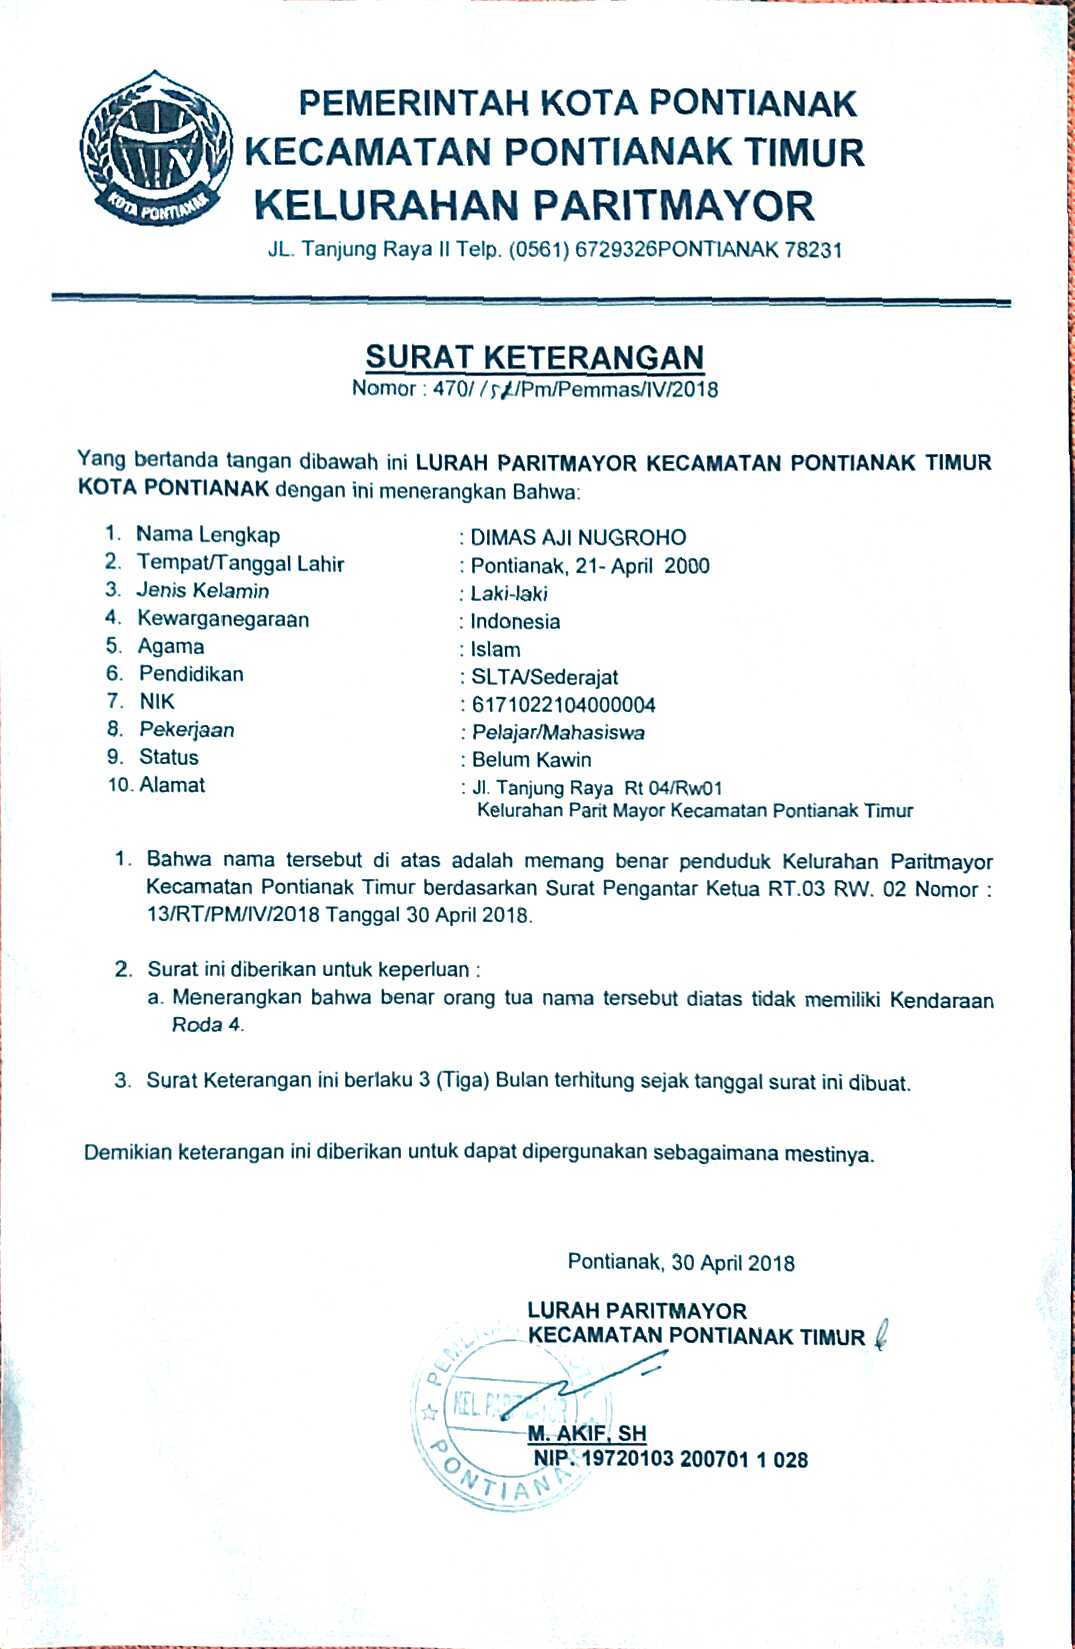 PEMERINTAH KOTA PONTIANAK
KECAMATAN PONTIANAK TIMUR
KELURAHAN PARITMAYOR
KOTA PONTIANAK
JL. Tanjung Raya II Telp. (0561) 6729326PONTIANAK 78231
SURAT KETERANGAN
Nomor : 470/ /Pm/Pemmas/IV/2018
Yang bertanda tangan dibawah ini LURAH PARITMAYOR KECAMATAN PONTIANAK TIMUR
KOTA PONTIANAK dengan ini menerangkan Bahwa:
1. Nama Lengkap : DIMAS AJI NUGROHO
2. Tempat/Tanggal Lahir : Pontianak, 21- April 2000
3. Jenis Kelamin : Laki-laki
4. Kewarganegaraan : Indonesia
5. Agama : Islam
6. Pendidikan : SLTA/Sederajat
7. NIK : 6171022104000004
8. Pekerjaan : Pelajar/Mahasiswa
9. Status : Belum Kawin
10. Alamat : Jl. Tanjung Raya Rt 04/Rw01
Kelurahan Parit Mayor Kecamatan Pontianak Timur
1. Bahwa nama tersebut di atas adalah memang benar penduduk Kelurahan Paritmayor
Kecamatan Pontianak Timur berdasarkan Surat Pengantar Ketua RT.03 RW. 02 Nomor :
13/RT/PM/IV/2018 Tanggal 30 April 2018.
2. Surat ini diberikan untuk keperluan :
a. Menerangkan bahwa benar orang tua nama tersebut diatas tidak memiliki Kendaraan
Roda 4.
3. Surat Keterangan ini berlaku 3 (Tiga) Bulan terhitung sejak tanggal surat ini dibuat.
Demikian keterangan ini diberikan untuk dapat dipergunakan sebagaimana mestinya.
Pontianak, 30 April 2018
LURAH PARITMAYOR
KECAMATAN PONTIANAK TIMUR
KEL.
PONTIANAK
M. AKIF, SH
NIP. 19720103 200701 1 028